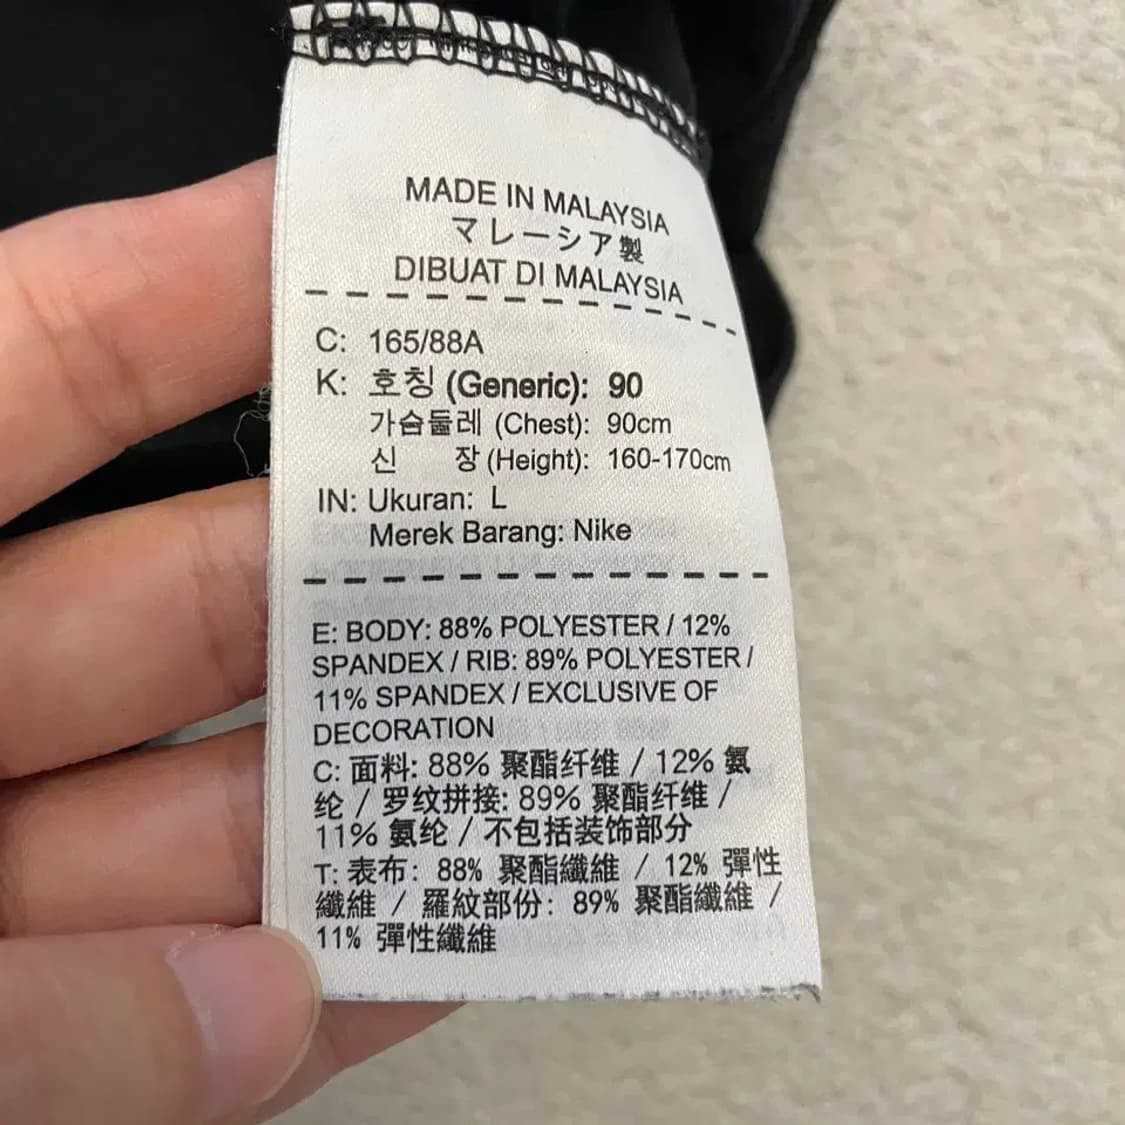 MADE IN MALAYSIA
マレーシア製
DIBUAT DI MALAYSIA
C: 165/88A
K: 호칭 (Generic): 90
가슴둘레 (Chest): 90cm
신 장 (Height): 160-170cm
IN: Ukuran: L
Merek Barang: Nike
E: BODY: 88% POLYESTER / 12%
SPANDEX / RIB: 89% POLYESTER /
11% SPANDEX / EXCLUSIVE OF
DECORATION
C: 面料: 88% 聚酯纤维 / 12% 氨
纶 / 罗纹拼接: 89% 聚酯纤维 /
11% 氨纶 / 不包括装饰部分
T: 表布: 88% 聚酯纖維 / 12% 彈性
纖維 / 羅紋部份: 89% 聚酯纖維 /
11% 彈性纖維